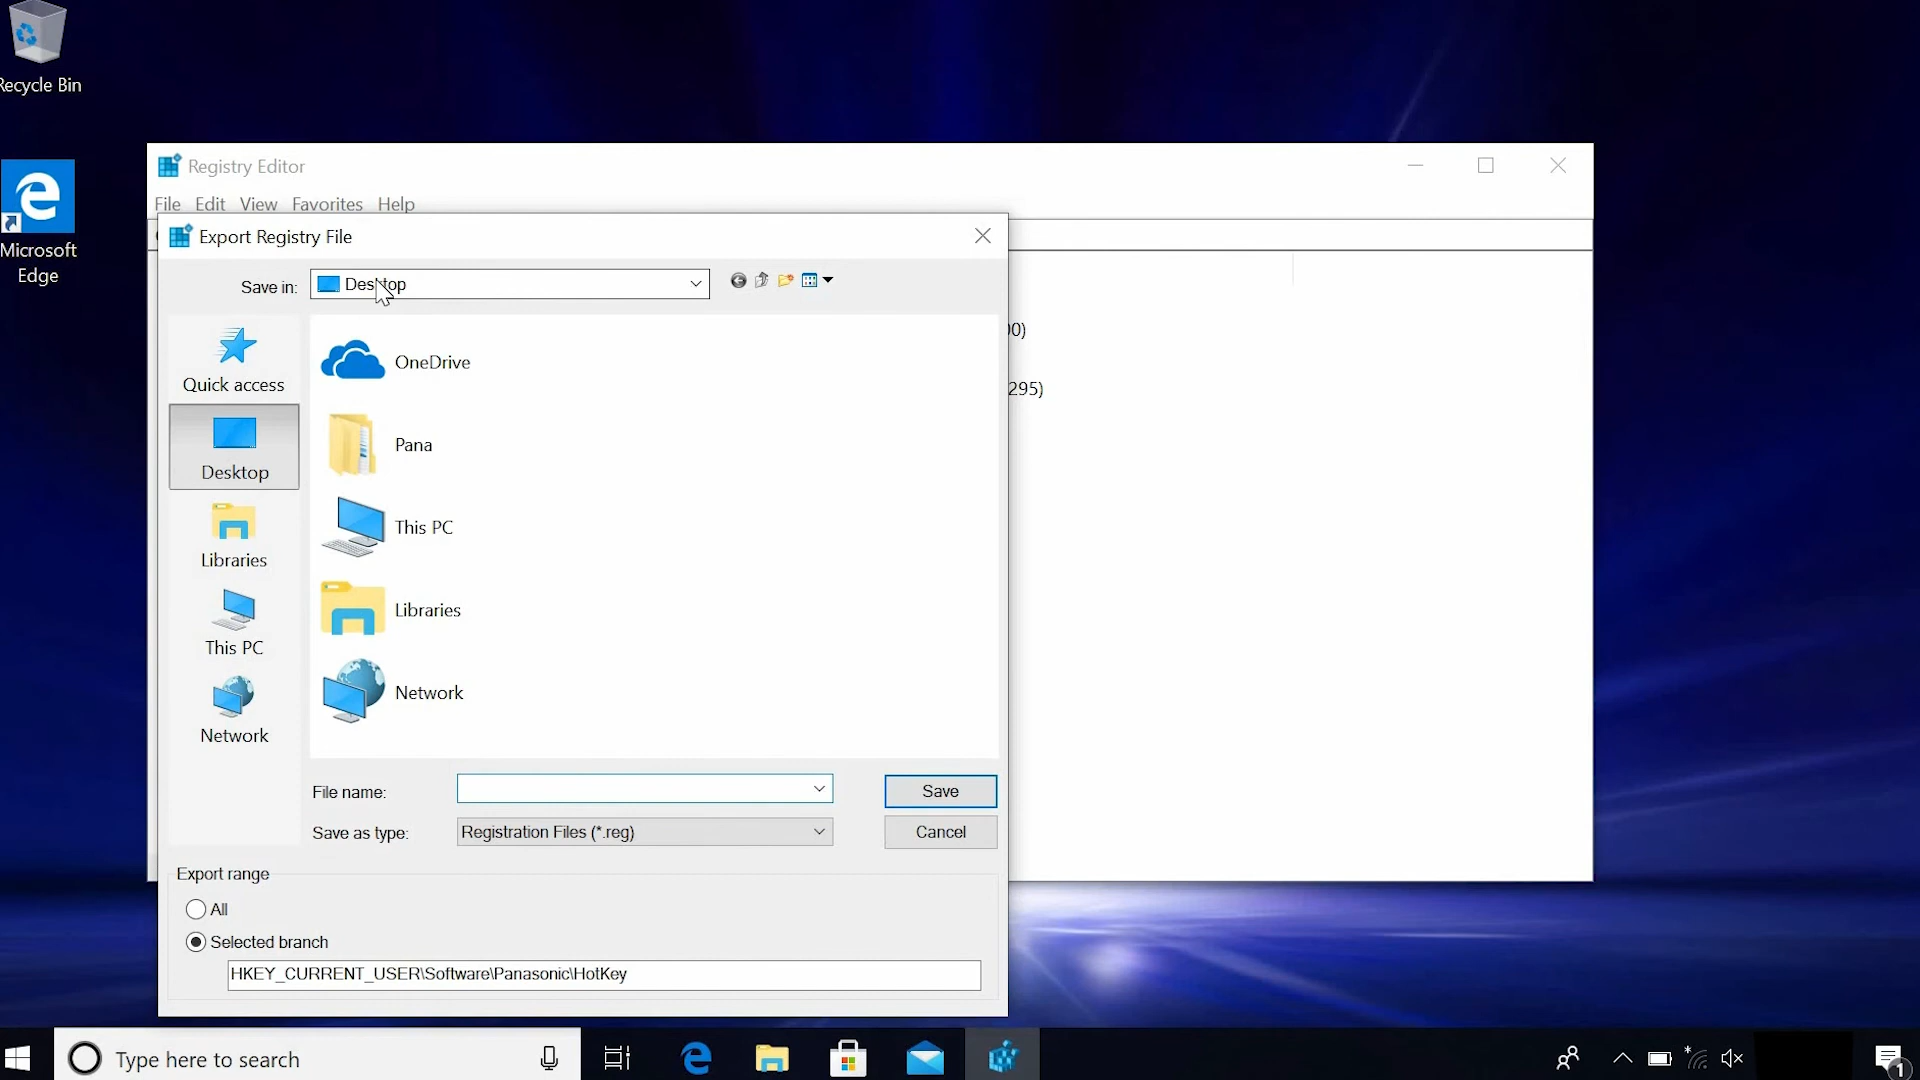 Recycle Bin
Microsoft
Edge
Registry Editor
File Edit View Favorites Help
Export Registry File
Save in: Desktop
00)
295)
Quick access
Desktop
Libraries
This PC
Network
OneDrive
Pana
This PC
Libraries
Network
File name:
Save
Save as type: Registration Files (*.reg)
Cancel
Export range
All
Selected branch
HKEY_CURRENT_USER\Software\Panasonic\HotKey
Type here to search
1